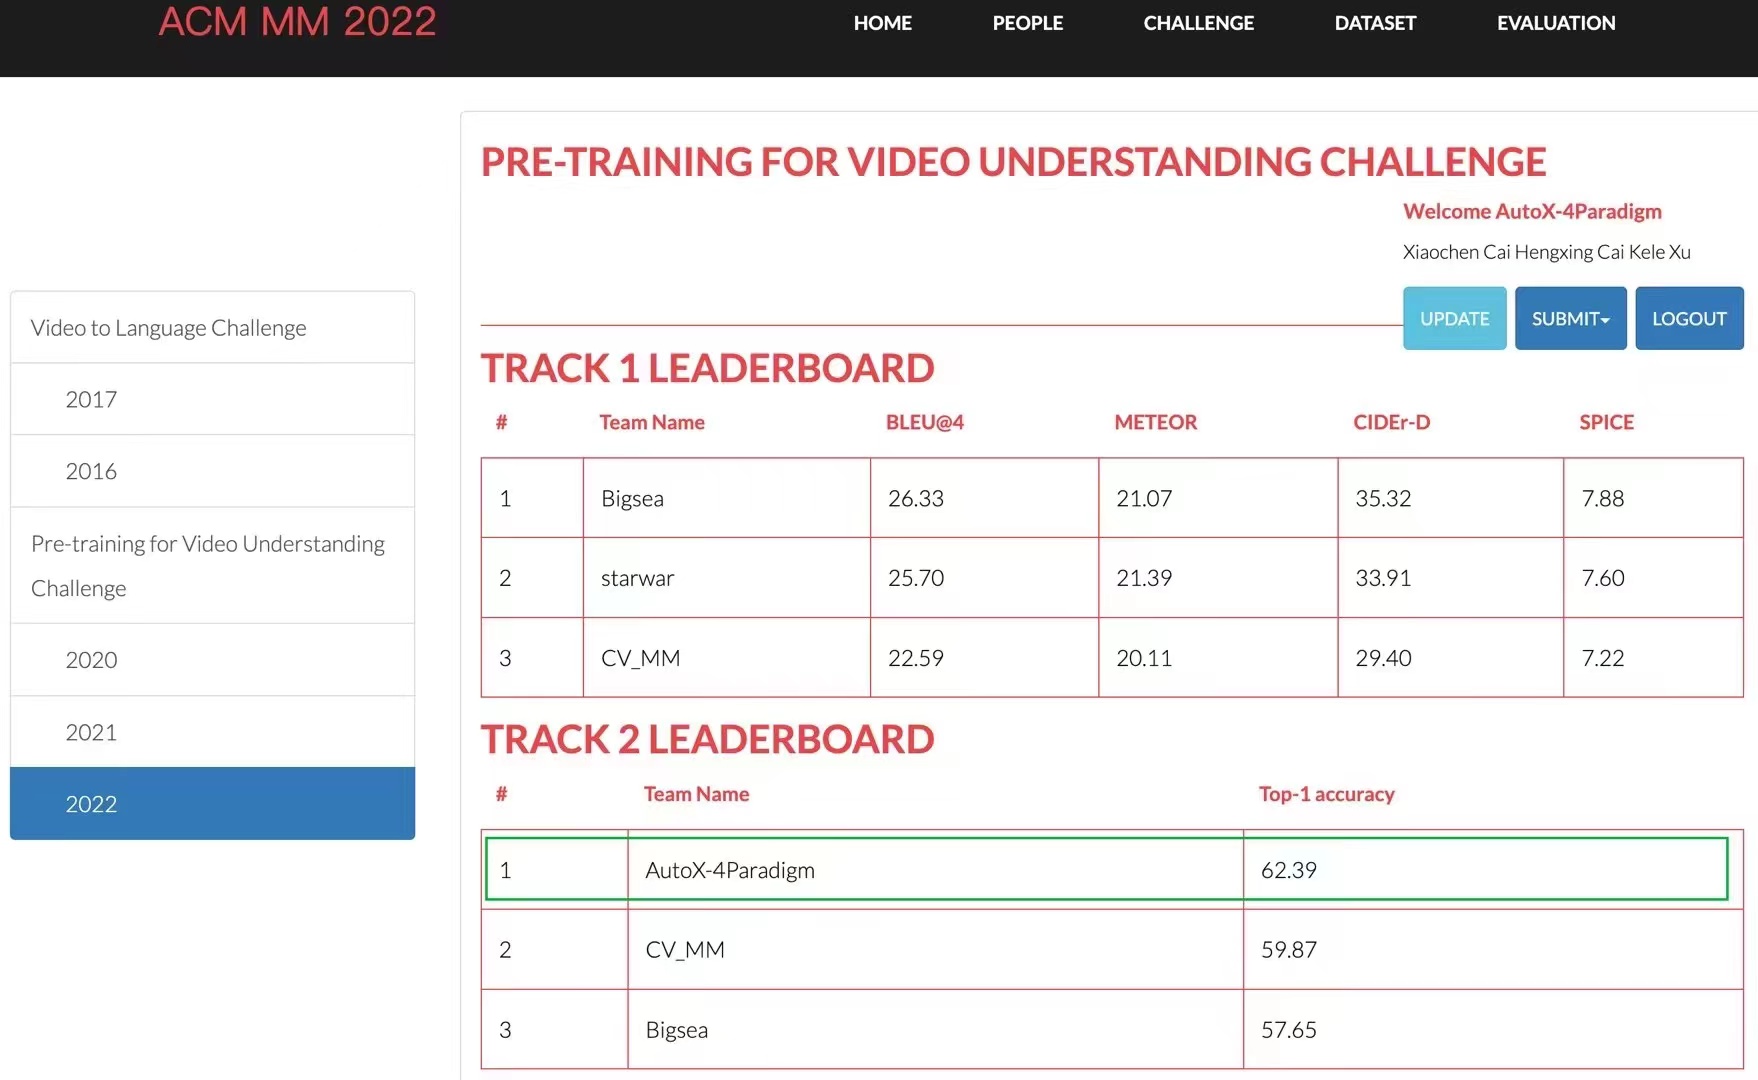 ACM MM 2022
HOME PEOPLE CHALLENGE DATASET EVALUATION
Video to Language Challenge
2017
2016
Pre-training for Video Understanding
Challenge
2020
2021
2022
PRE-TRAINING FOR VIDEO UNDERSTANDING CHALLENGE
Welcome AutoX-4Paradigm
Xiaochen Cai Hengxing Cai Kele Xu
UPDATE SUBMIT LOGOUT
TRACK 1 LEADERBOARD
# Team Name BLEU@4 METEOR CIDEr-D SPICE
1 Bigsea 26.33 21.07 35.32 7.88
2 starwar 25.70 21.39 33.91 7.60
3 CV_MM 22.59 20.11 29.40 7.22
TRACK 2 LEADERBOARD
# Team Name Top-1 accuracy
1 AutoX-4Paradigm 62.39
2 CV_MM 59.87
3 Bigsea 57.65